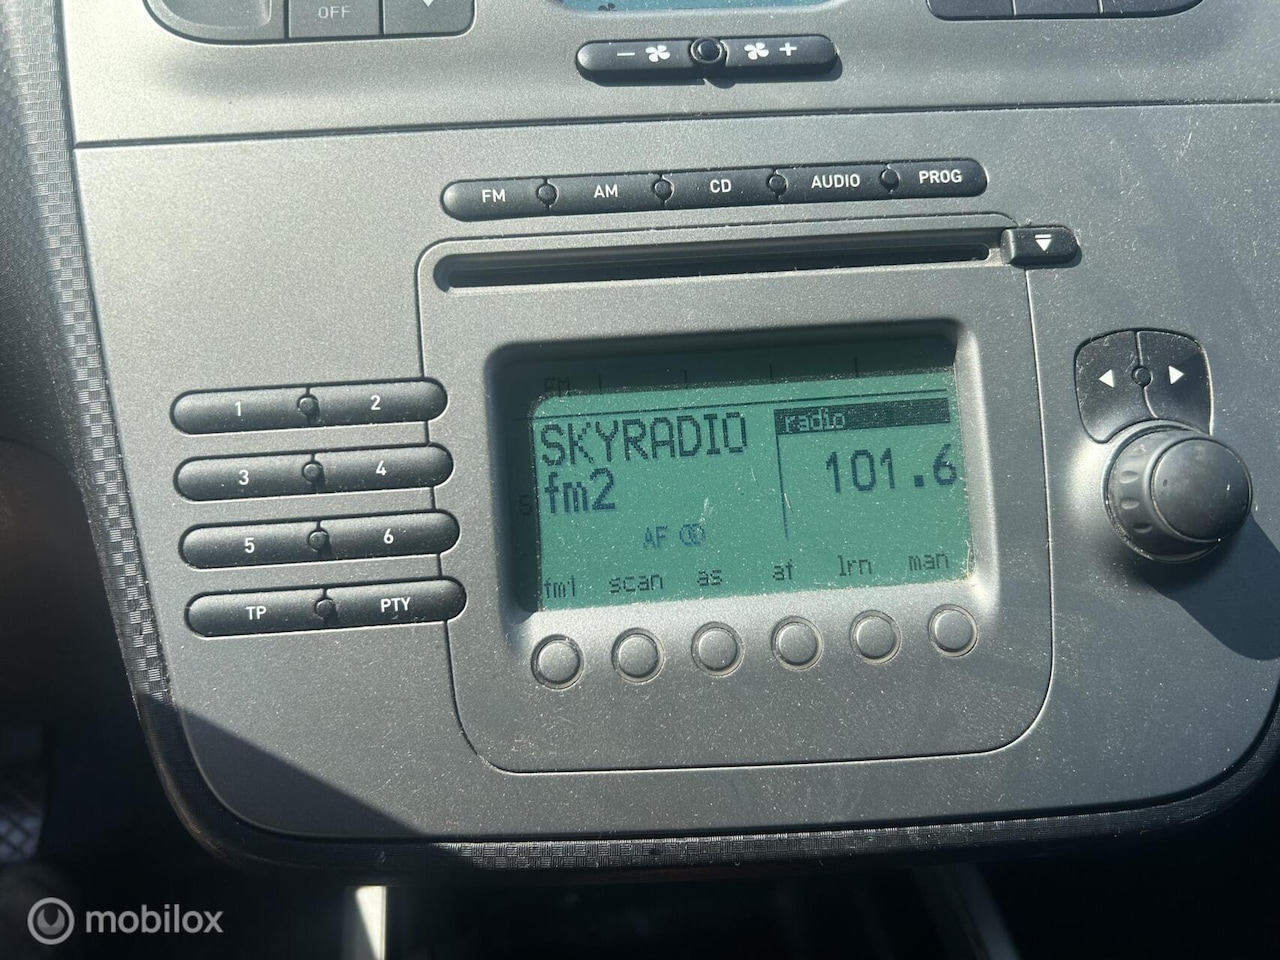 OFF
− +
FM AM CD AUDIO PROG
1 2
3 4
5 6
TP PTY
FM
SKYRADIO
fm2
radio
101.6
AF
fm1 scan as af lrn man
mobilox